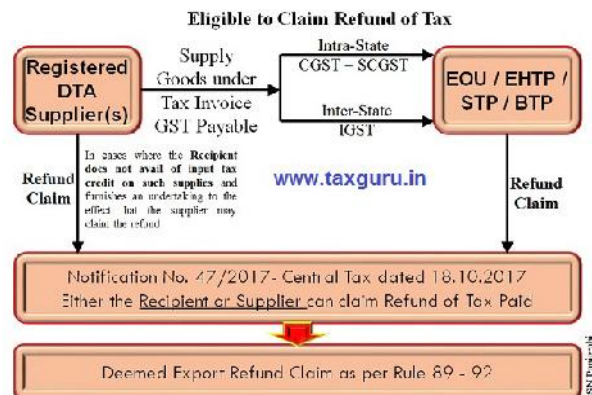 Eligible to Claim Refund of Tax
Registered
DTA
Supplier(s)
Supply
Goods under
Tax Invoice
GST Payable
Intra-State
CGST – SCGST
Inter-State
IGST
EOU / EHTP /
STP / BTP
Refund
Claim
In cases where the Recipient
does not avail of input tax
credit on such supplies and
furnishes an undertaking to the
effect that the supplier may
claim the refund
www.taxguru.in
Refund
Claim
Notification No. 47/2017- Central Tax dated 18.10.2017
Either the Recipient or Supplier can claim Refund of Tax Paid
Deemed Export Refund Claim as per Rule 89 - 92